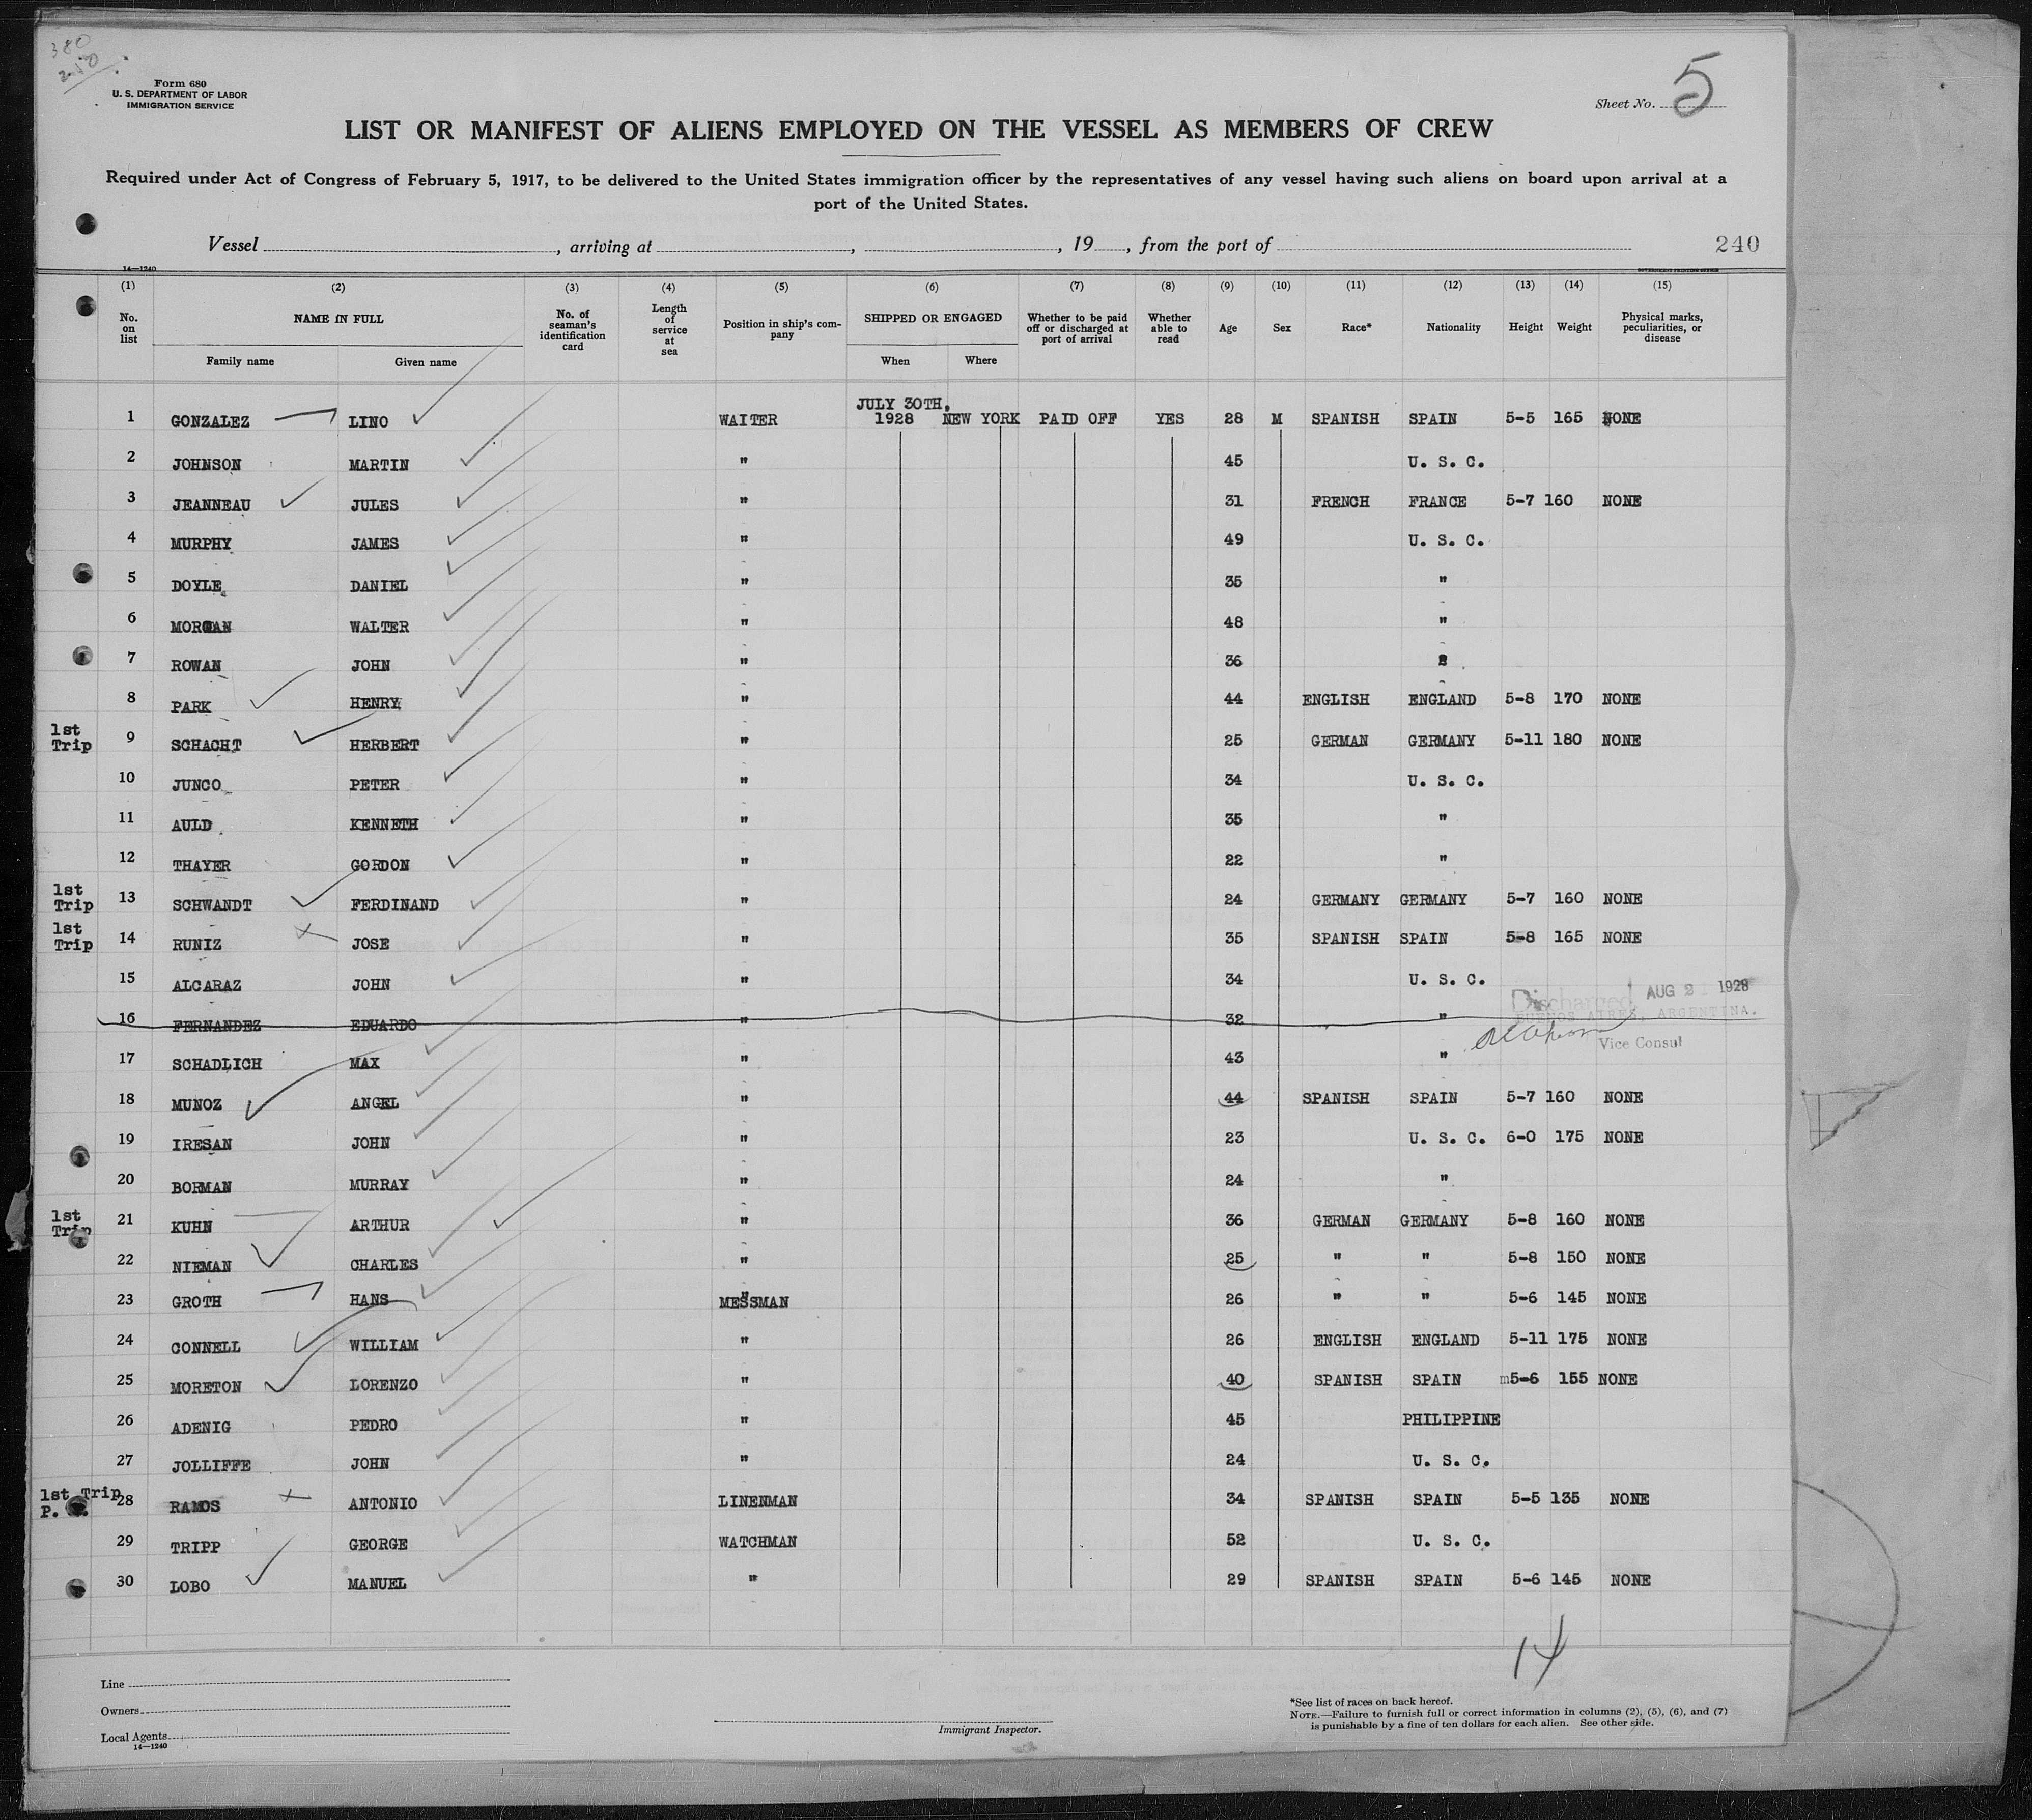 380
250
Form 680
U. S. DEPARTMENT OF LABOR
IMMIGRATION SERVICE
Sheet No. 5
LIST OR MANIFEST OF ALIENS EMPLOYED ON THE VESSEL AS MEMBERS OF CREW
Required under Act of Congress of February 5, 1917, to be delivered to the United States immigration officer by the representatives of any vessel having such aliens on board upon arrival at a
port of the United States.
Vessel , arriving at , , 19 , from the port of 240
14—1240 GOVERNMENT PRINTING OFFICE
(1) (2) (3) (4) (5) (6) (7) (8) (9) (10) (11) (12) (13) (14) (15)
No. on list NAME IN FULL No. of seaman's identification card Length of service at sea Position in ship's company SHIPPED OR ENGAGED Whether to be paid off or discharged at port of arrival Whether able to read Age Sex Race* Nationality Height Weight Physical marks, peculiarities, or disease
Family name Given name When Where
JULY 30TH,
1 GONZALEZ LINO WAITER 1928 NEW YORK PAID OFF YES 28 M SPANISH SPAIN 5-5 165 NONE
2 JOHNSON MARTIN " 45 U. S. C.
3 JEANNEAU JULES " 31 FRENCH FRANCE 5-7 160 NONE
4 MURPHY JAMES " 49 U. S. C.
5 DOYLE DANIEL " 35 "
6 MORGAN WALTER " 48 "
7 ROWAN JOHN " 36 "
8 PARK HENRY " 44 ENGLISH ENGLAND 5-8 170 NONE
1st Trip 9 SCHACHT HERBERT " 25 GERMAN GERMANY 5-11 180 NONE
10 JUNCO PETER " 34 U. S. C.
11 AULD KENNETH " 35 "
12 THAYER GORDON " 22 "
1st Trip 13 SCHWANDT FERDINAND " 24 GERMANY GERMANY 5-7 160 NONE
1st Trip 14 RUNIZ JOSE " 35 SPANISH SPAIN 5-8 165 NONE
15 ALCARAZ JOHN " 34 U. S. C.
Discharged AUG 2 1928
16 FERNANDEZ EDUARDO " 32 " BUENOS AIRES, ARGENTINA.
Vice Consul
17 SCHADLICH MAX " 43 "
18 MUNOZ ANGEL " 44 SPANISH SPAIN 5-7 160 NONE
19 IRESAN JOHN " 23 U. S. C. 6-0 175 NONE
20 BORMAN MURRAY " 24 "
1st Trip 21 KUHN ARTHUR " 36 GERMAN GERMANY 5-8 160 NONE
22 NIEMAN CHARLES " 25 " " 5-8 150 NONE
23 GROTH HANS MESSMAN 26 " " 5-6 145 NONE
24 CONNELL WILLIAM " 26 ENGLISH ENGLAND 5-11 175 NONE
25 MORETON LORENZO " 40 SPANISH SPAIN 5-6 155 NONE
26 ADENIG PEDRO " 45 PHILIPPINE
27 JOLLIFFE JOHN " 24 U. S. C.
1st Trip P. 28 RAMOS ANTONIO LINENMAN 34 SPANISH SPAIN 5-5 135 NONE
29 TRIPP GEORGE WATCHMAN 52 U. S. C.
30 LOBO MANUEL " 29 SPANISH SPAIN 5-6 145 NONE
14
Line
Owners
Local Agents
14—1240
Immigrant Inspector.
*See list of races on back hereof.
NOTE.—Failure to furnish full or correct information in columns (2), (5), (6), and (7)
is punishable by a fine of ten dollars for each alien. See other side.